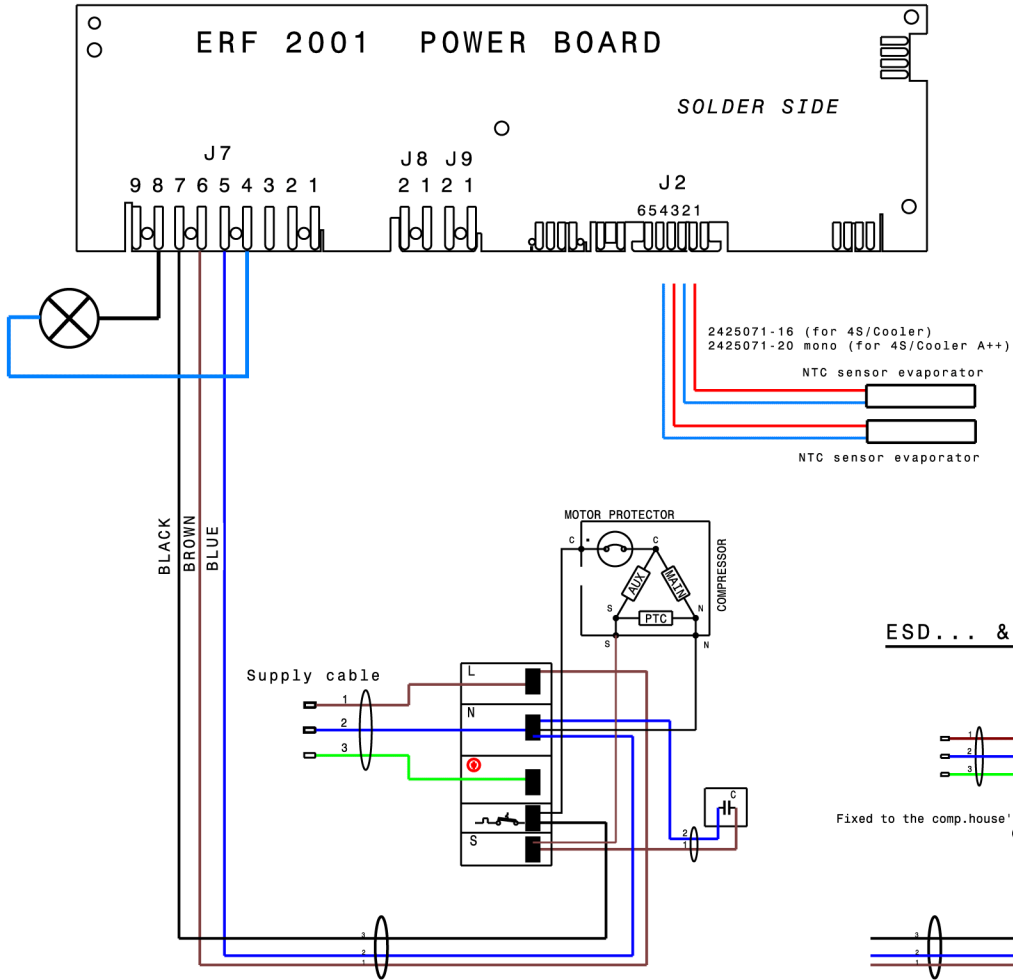 ERF 2001 POWER BOARD
SOLDER SIDE
J7
J8 J9
J2
9 8 7 6 5 4 3 2 1
2 1 2 1
654321
2425071-16 (for 4S/Cooler)
2425071-20 mono (for 4S/Cooler A++)
NTC sensor evaporator
NTC sensor evaporator
BLACK
BROWN
BLUE
MOTOR PROTECTOR
C * C
COMPRESSOR
AUX
MAIN
S N
PTC
S N
ESD... &
Supply cable
1
2
3
L
N
S
C
2
1
1
2
3
Fixed to the comp.house'
3
2
1
3
2
1